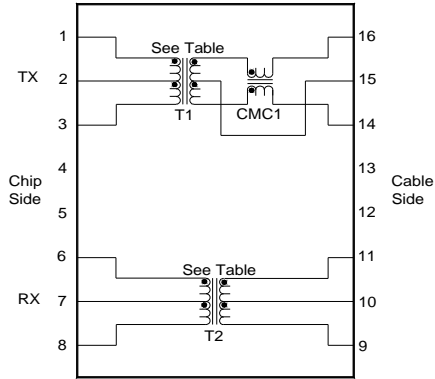 1
See Table
16
TX
2
15
3
T1
CMC1
14
4
13
Chip
Side
Cable
Side
5
12
6
11
See Table
RX
7
10
8
T2
9